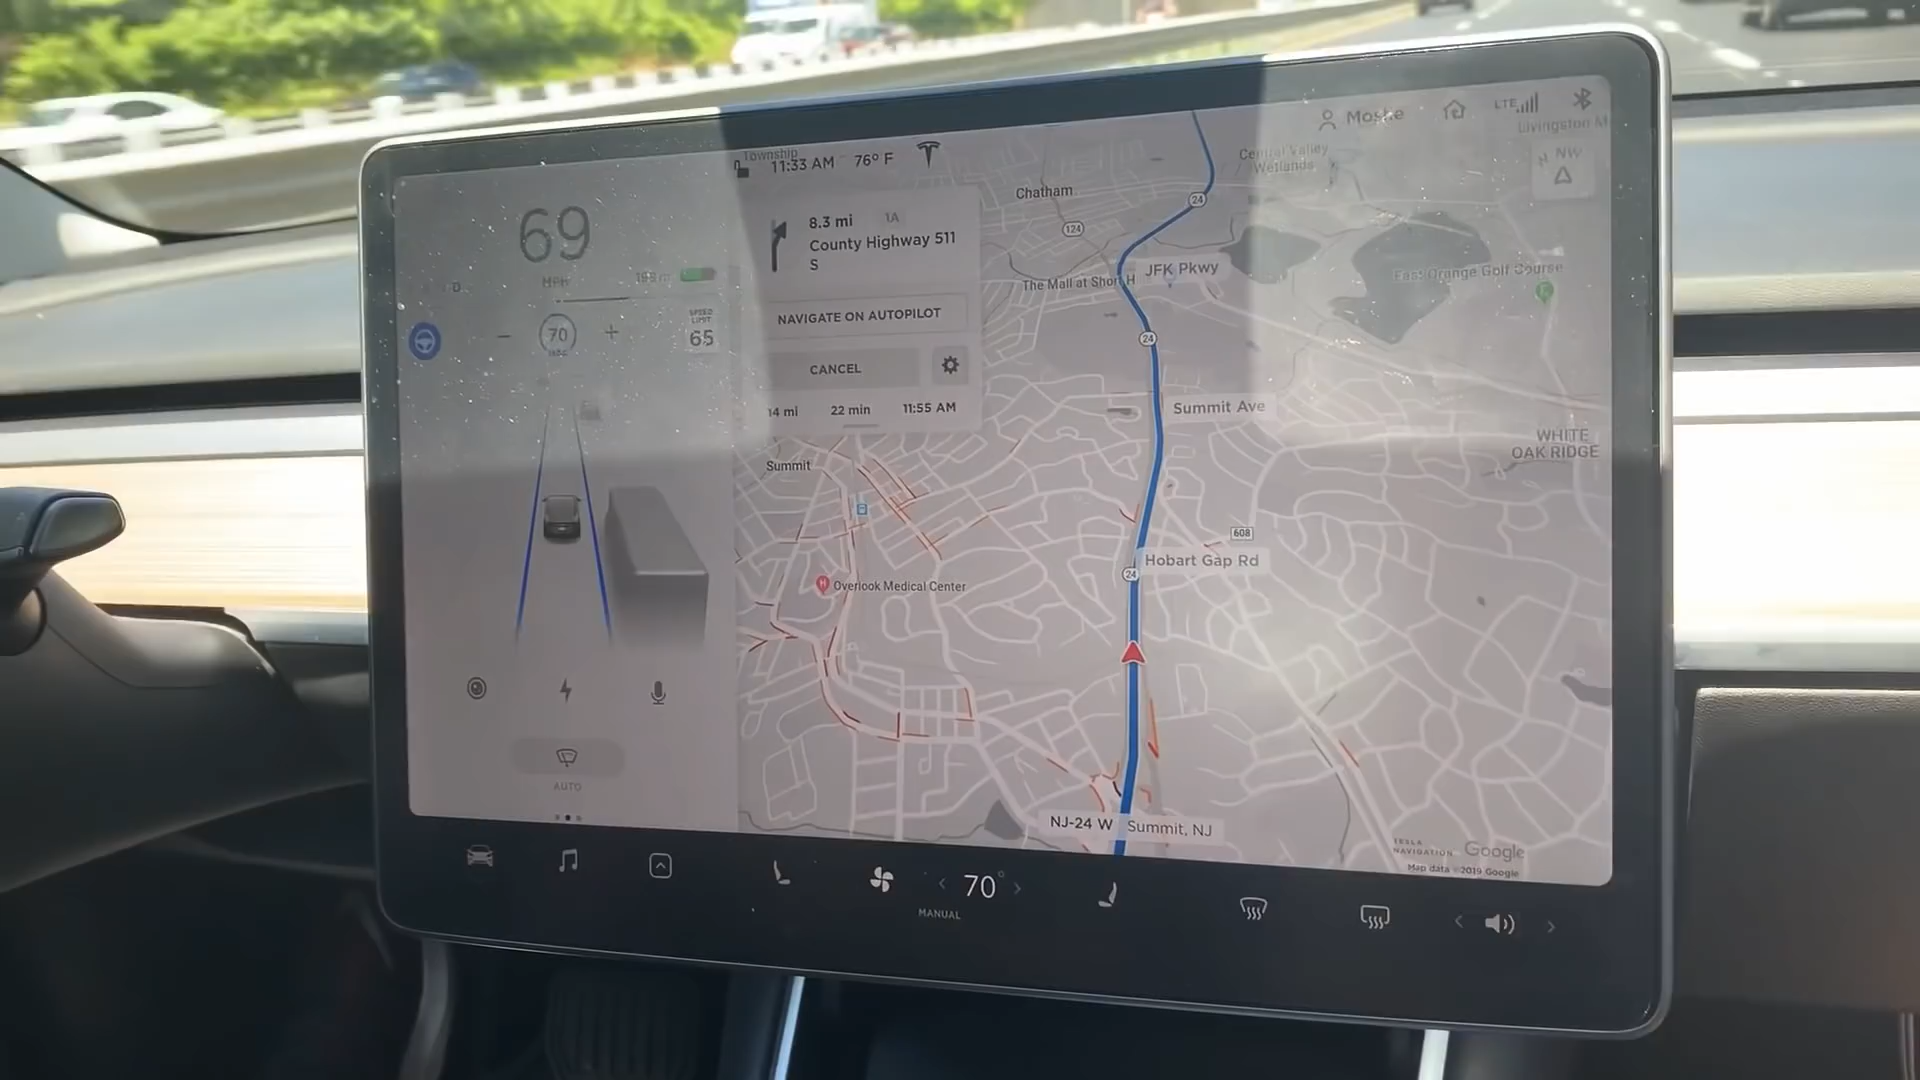 Township
11:33 AM 76° F
Moshe
LTE
Livingston M
69
MPH
D
70
SPEED
LIMIT
65
8.3 mi 1A
County Highway 511
S
NAVIGATE ON AUTOPILOT
CANCEL
14 mi 22 min 11:55 AM
NW
N
Central Valley
Wetlands
Chatham
24
124
JFK Pkwy
The Mall at Short H
East Orange Golf Course
24
Summit Ave
WHITE
OAK RIDGE
Summit
608
Hobart Gap Rd
24
H
Overlook Medical Center
NJ-24 W Summit, NJ
TESLA
NAVIGATION
Google
Map data ©2019 Google
AUTO
70°
MANUAL